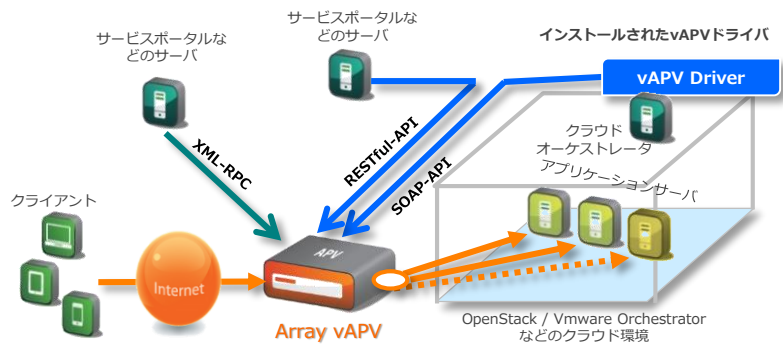 サービスポータルな
どのサーバ
サービスポータルな
どのサーバ
インストールされたvAPVドライバ
vAPV Driver
クラウド
オーケストレータ
アプリケーションサーバ
XML-RPC
RESTful-API
SOAP-API
クライアント
Internet
APV
Array vAPV
OpenStack / Vmware Orchestrator
などのクラウド環境